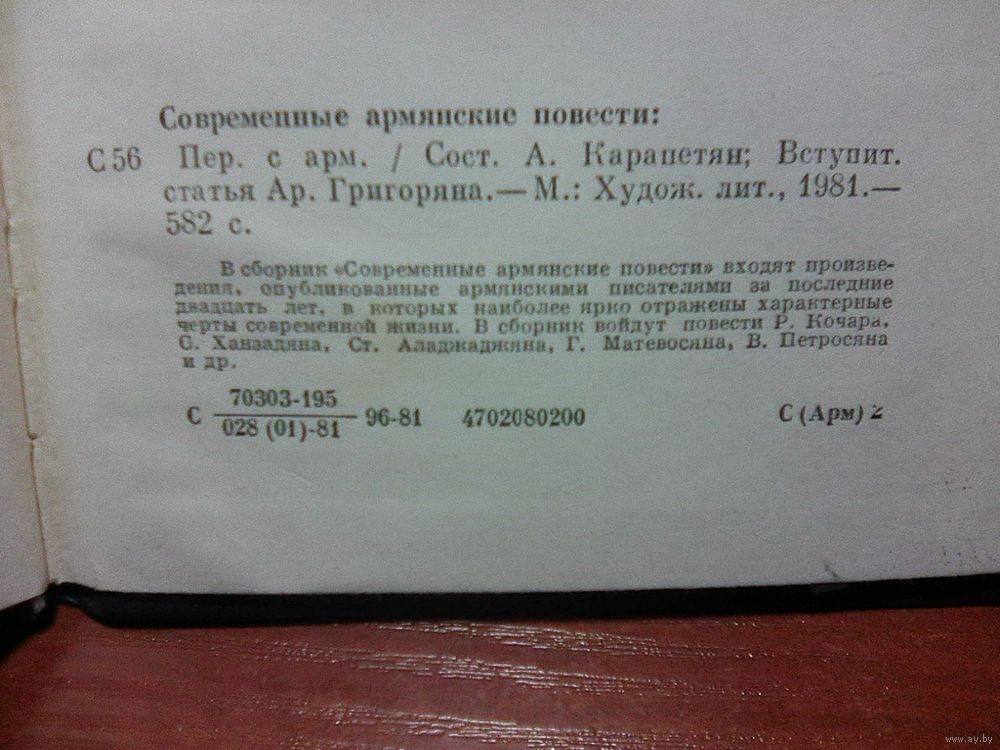 Современные армянские повести:
С 56 Пер. с арм. / Сост. А. Карапетян; Вступит.
статья Ар. Григоряна. — М.: Худож. лит., 1981.—
582 с.
В сборник «Современные армянские повести» входят произве-
дения, опубликованные армянскими писателями за последние
двадцать лет, в которых наиболее ярко отражены характерные
черты современной жизни. В сборник войдут повести Р. Кочара,
С. Ханзадяна, Ст. Аладжаджяна, Г. Матевосяна, В. Петросяна
и др.
С 70303-195
028 (01)-81 96-81 4702080200 С (Арм) 2
www.ay.by